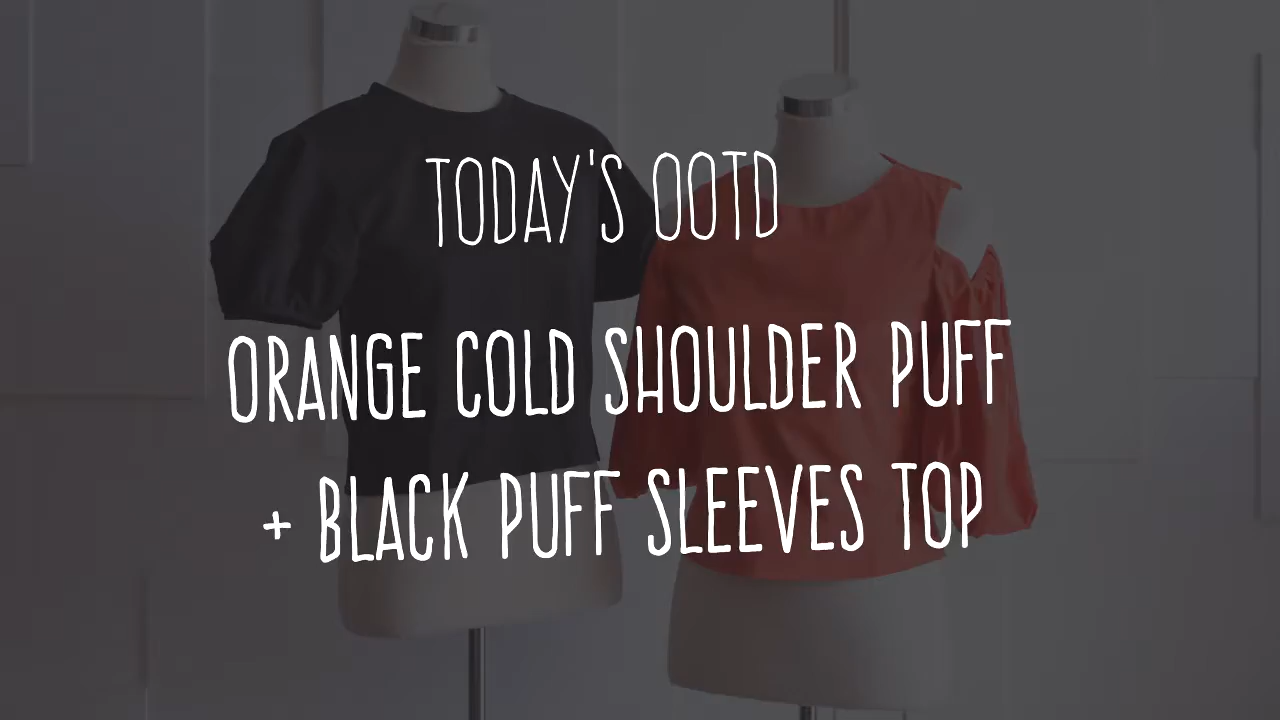 TODAY'S OOTD
ORANGE COLD SHOULDER PUFF
+ BLACK PUFF SLEEVES TOP